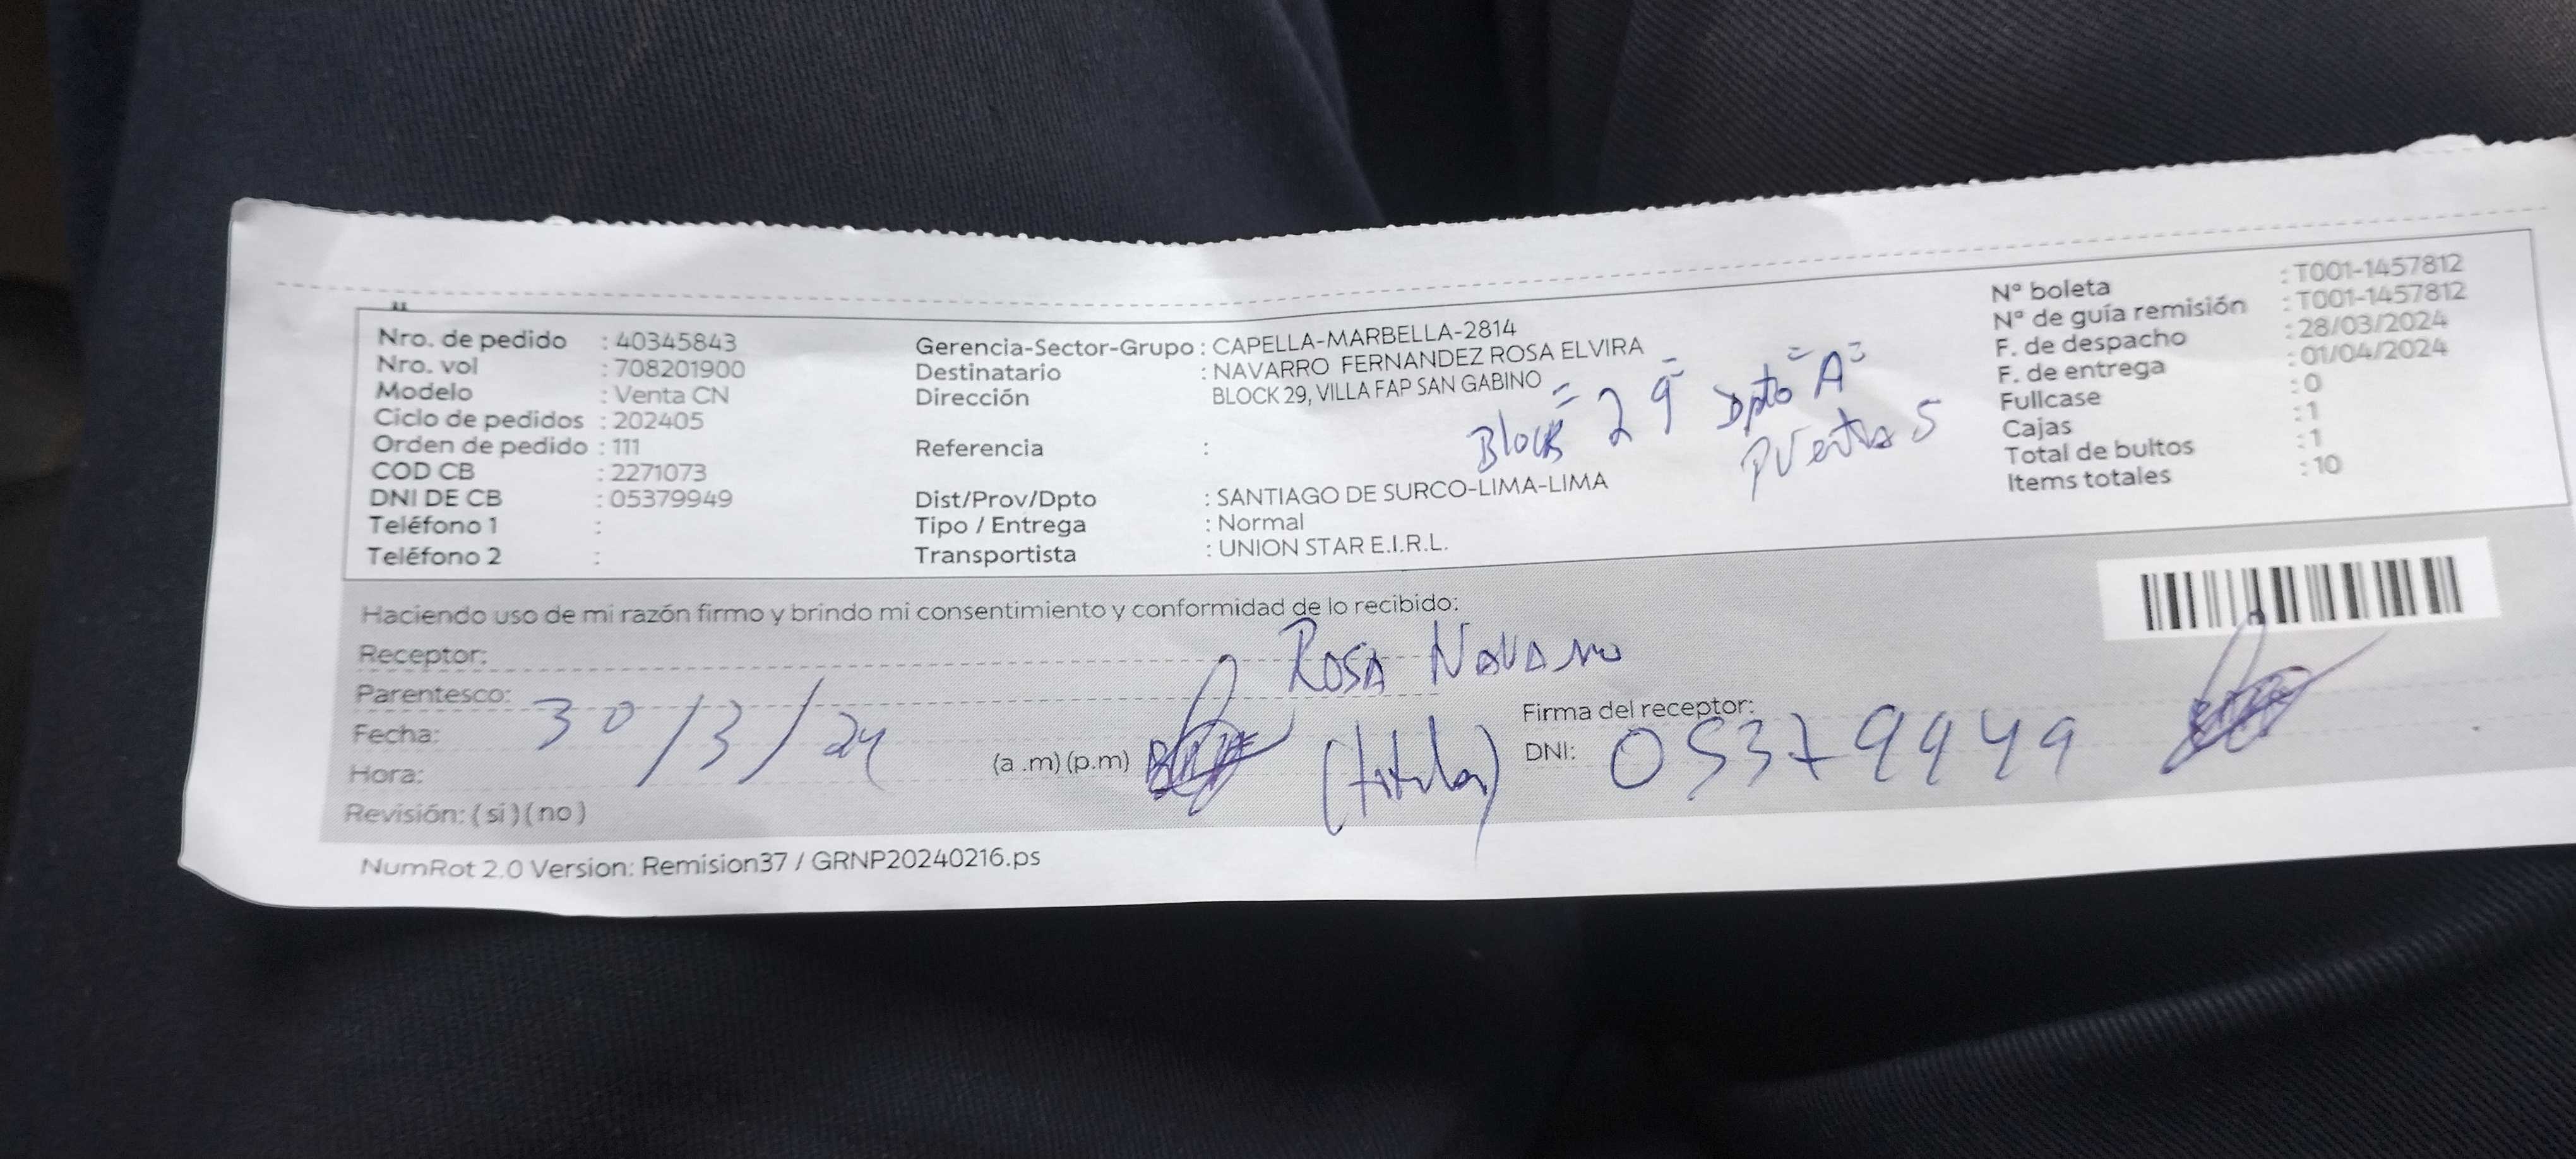 Nro. de pedido : 40345843
Nro. vol : 708201900
Modelo : Venta CN
Ciclo de pedidos : 202405
Orden de pedido : 111
COD CB : 2271073
DNI DE CB : 05379949
Teléfono 1 :
Teléfono 2 :
Gerencia-Sector-Grupo : CAPELLA-MARBELLA-2814
Destinatario : NAVARRO FERNANDEZ ROSA ELVIRA
Dirección BLOCK 29, VILLA FAP SAN GABINO
Block = 29 Dpto "A"
Puerta 5
Referencia :
Dist/Prov/Dpto : SANTIAGO DE SURCO-LIMA-LIMA
Tipo / Entrega : Normal
Transportista : UNION STAR E.I.R.L.
N° boleta : T001-1457812
N° de guía remisión : T001-1457812
F. de despacho : 28/03/2024
F. de entrega : 01/04/2024
Fullcase : 0
Cajas : 1
Total de bultos : 1
Items totales : 10
Haciendo uso de mi razón firmo y brindo mi consentimiento y conformidad de lo recibido:
Receptor: Rosa Navarro
Parentesco: (titular)
Fecha: 30/3/24
Hora: (a .m) (p.m)
Revisión: ( si ) ( no )
Firma del receptor:
DNI: 05379949
NumRot 2.0 Version: Remision37 / GRNP20240216.ps